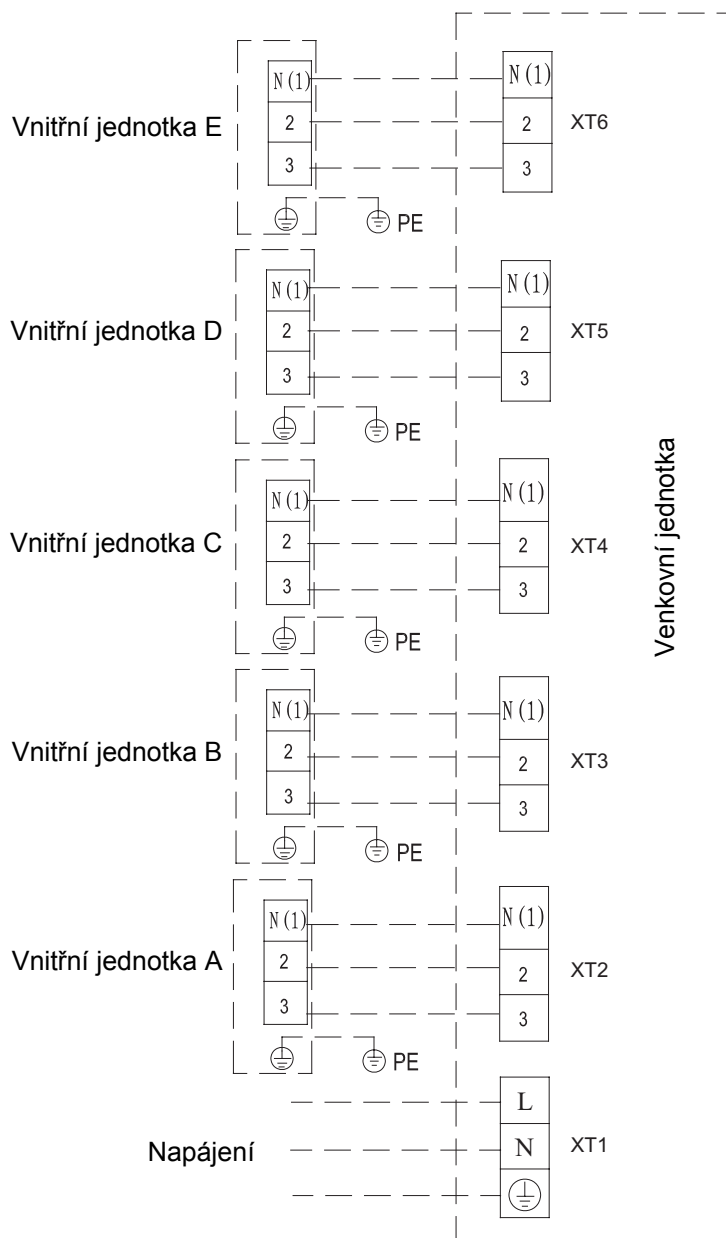 Vnitřní jednotka E
N(1)
2
3
PE
N(1)
2
3
XT6
Vnitřní jednotka D
N(1)
2
3
PE
N(1)
2
3
XT5
Vnitřní jednotka C
N(1)
2
3
PE
N(1)
2
3
XT4
Vnitřní jednotka B
N(1)
2
3
PE
N(1)
2
3
XT3
Vnitřní jednotka A
N(1)
2
3
PE
N(1)
2
3
XT2
Napájení
L
N
XT1
Venkovní jednotka